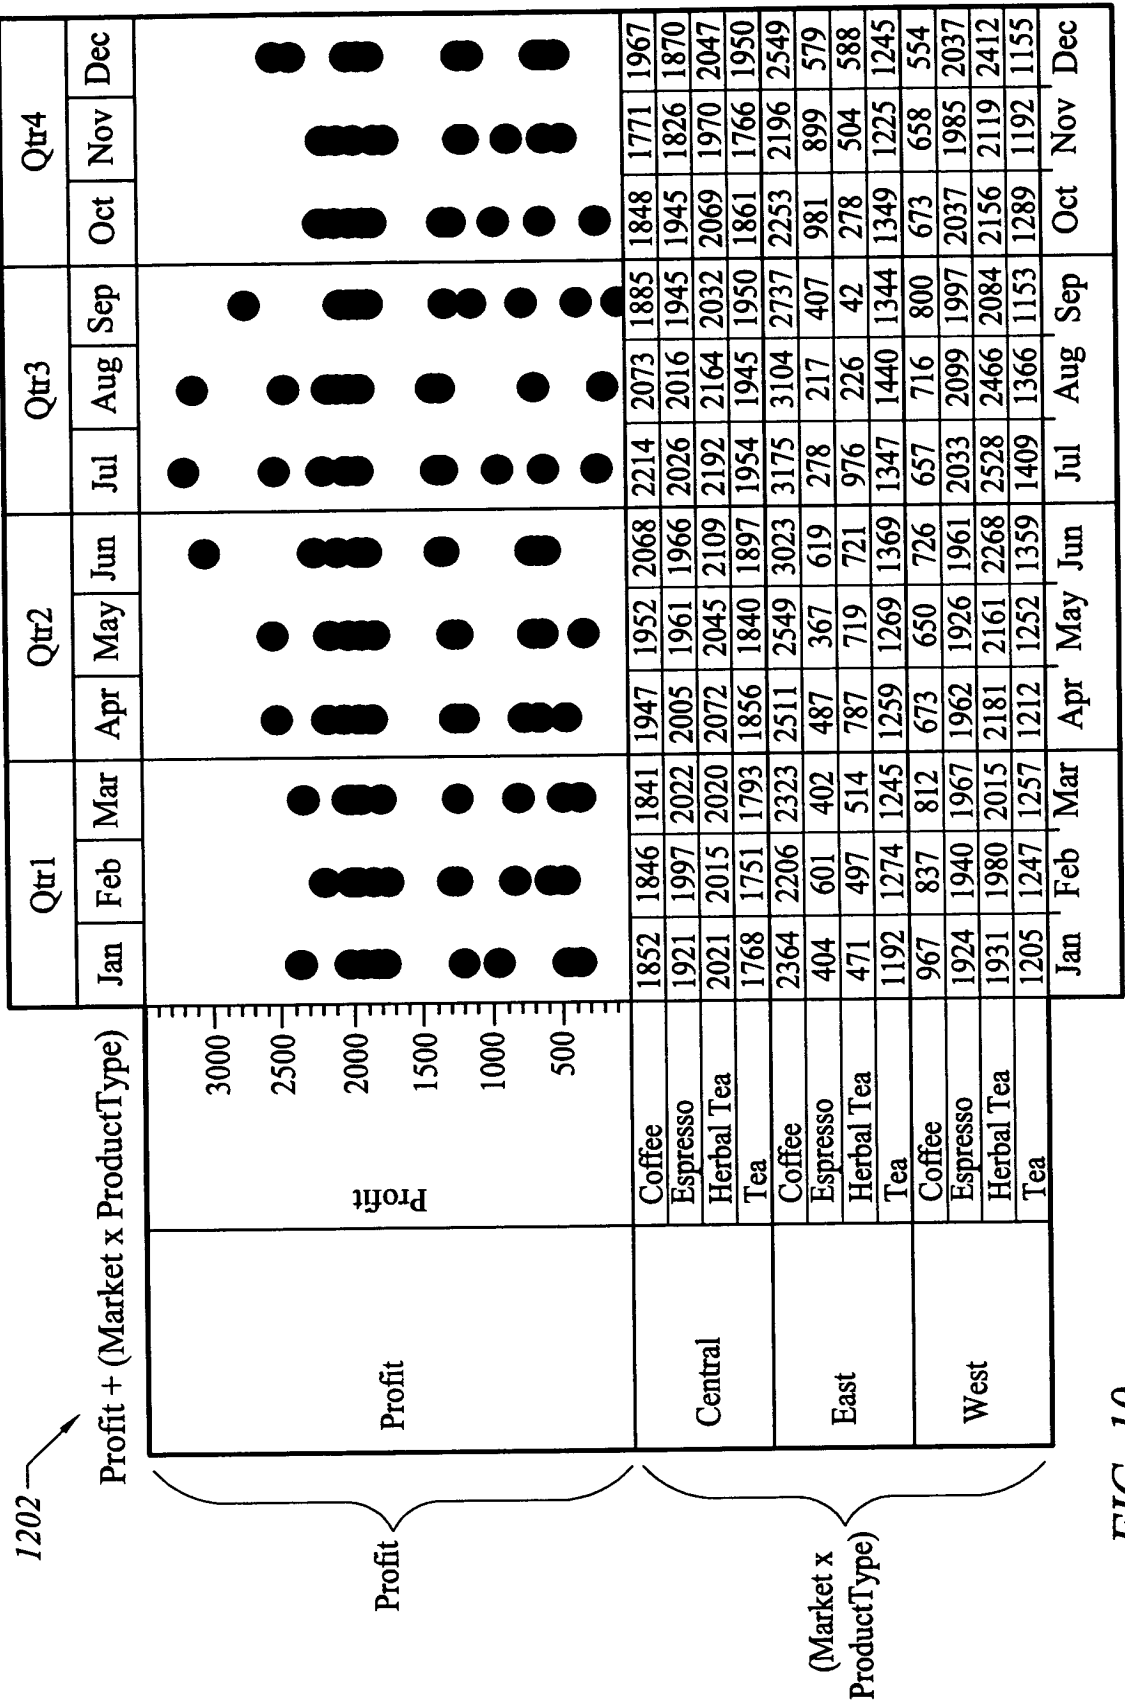 1202
Profit + (Market x ProductType)
Qtr1 Qtr2 Qtr3 Qtr4
Jan Feb Mar Apr May Jun Jul Aug Sep Oct Nov Dec
Profit
Profit
Profit
3000
2500
2000
1500
1000
500
(Market x
ProductType)
Central
Coffee 1852 1846 1841 1947 1952 2068 2214 2073 1885 1848 1771 1967
Espresso 1921 1997 2022 2005 1961 1966 2026 2016 1945 1945 1826 1870
Herbal Tea 2021 2015 2020 2072 2045 2109 2192 2164 2032 2069 1970 2047
Tea 1768 1751 1793 1856 1840 1897 1954 1945 1950 1861 1766 1950
East
Coffee 2364 2206 2323 2511 2549 3023 3175 3104 2737 2253 2196 2549
Espresso 404 601 402 487 367 619 278 217 407 981 899 579
Herbal Tea 471 497 514 787 719 721 976 226 42 278 504 588
Tea 1192 1274 1245 1259 1269 1369 1347 1440 1344 1349 1225 1245
West
Coffee 967 837 812 673 650 726 657 716 800 673 658 554
Espresso 1924 1940 1967 1962 1926 1961 2033 2099 1997 2037 1985 2037
Herbal Tea 1931 1980 2015 2181 2161 2268 2528 2466 2084 2156 2119 2412
Tea 1205 1247 1257 1212 1252 1359 1409 1366 1153 1289 1192 1155
Jan Feb Mar Apr May Jun Jul Aug Sep Oct Nov Dec